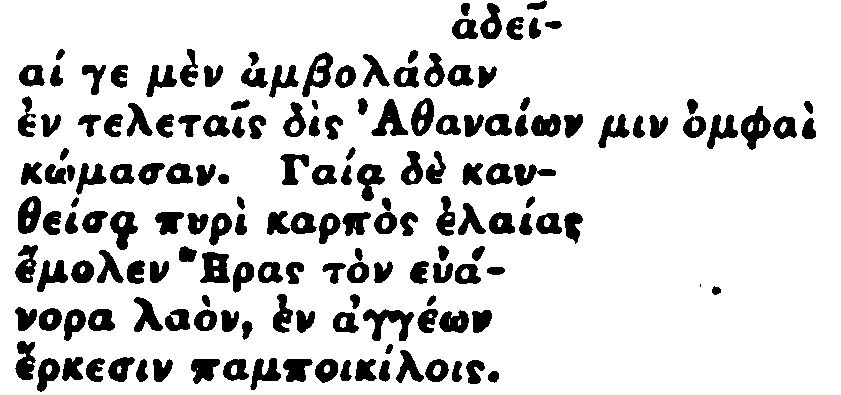 ἁδεῖ-
αί γε μὲν ἀμβολάδαν
ἐν τελεταῖς δὶς Ἀθαναίων μιν ὀμφαὶ
κώμασαν. Γαίᾳ δὲ καυ-
θείσᾳ πυρὶ καρπὸς ἐλαίας
ἔμολεν Ἥρας τὸν εὐά-
νορα λαὸν, ἐν ἀγγέων
ἕρκεσιν παμποικίλοις.